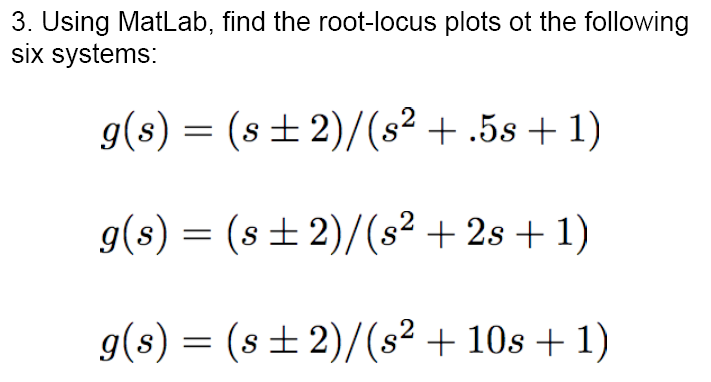 3. Using MatLab, find the root-locus plots ot the following
six systems:
g(s) = (s ± 2)/(s² + .5s + 1)
g(s) = (s ± 2)/(s² + 2s + 1)
g(s) = (s ± 2)/(s² + 10s + 1)